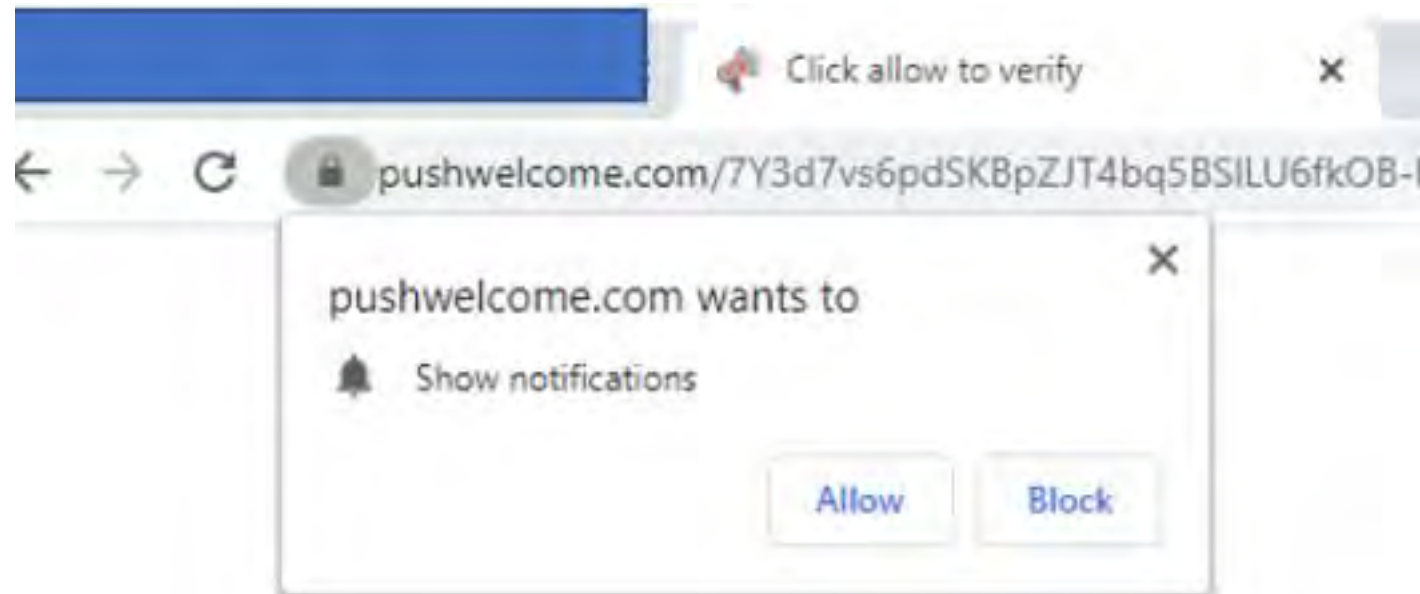 Click allow to verify
pushwelcome.com/7Y3d7vs6pdSKBpZJT4bq5BSILU6fkOB-
pushwelcome.com wants to
Show notifications
Allow
Block